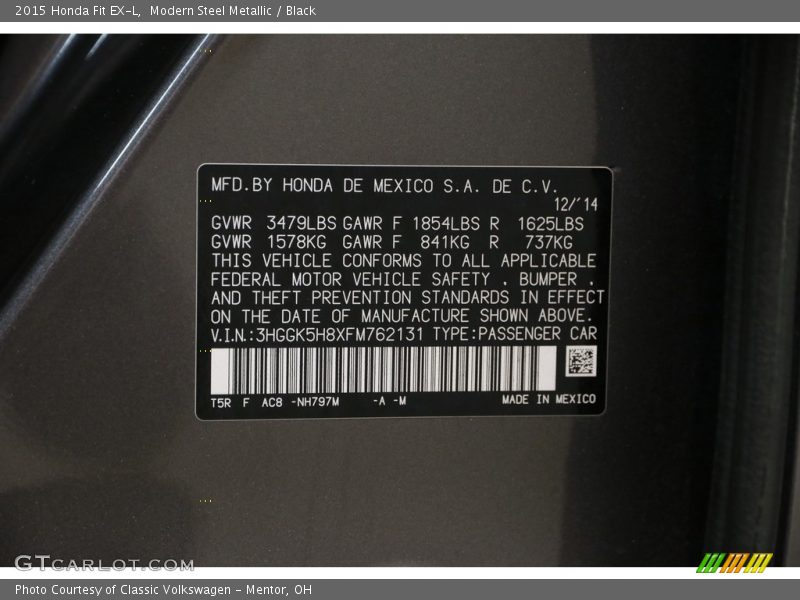 2015 Honda Fit EX-L, Modern Steel Metallic / Black
MFD.BY HONDA DE MEXICO S.A. DE C.V.
12/'14
GVWR 3479LBS GAWR F 1854LBS R 1625LBS
GVWR 1578KG GAWR F 841KG R 737KG
THIS VEHICLE CONFORMS TO ALL APPLICABLE
FEDERAL MOTOR VEHICLE SAFETY , BUMPER ,
AND THEFT PREVENTION STANDARDS IN EFFECT
ON THE DATE OF MANUFACTURE SHOWN ABOVE.
V.I.N.:3HGGK5H8XFM762131 TYPE:PASSENGER CAR
T5R F AC8 -NH797M -A -M MADE IN MEXICO
GTCARLOT.COM
Photo Courtesy of Classic Volkswagen - Mentor, OH